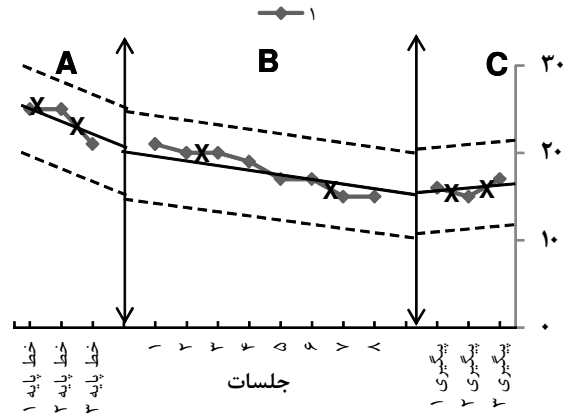 ۱
A
B
C
۳۰
۲۰
۱۰
۰
خط پایه ۱
خط پایه ۲
خط پایه ۳
۱
۲
۳
۴
۵
۶
۷
۸
پیگیری ۱
پیگیری ۲
پیگیری ۳
جلسات